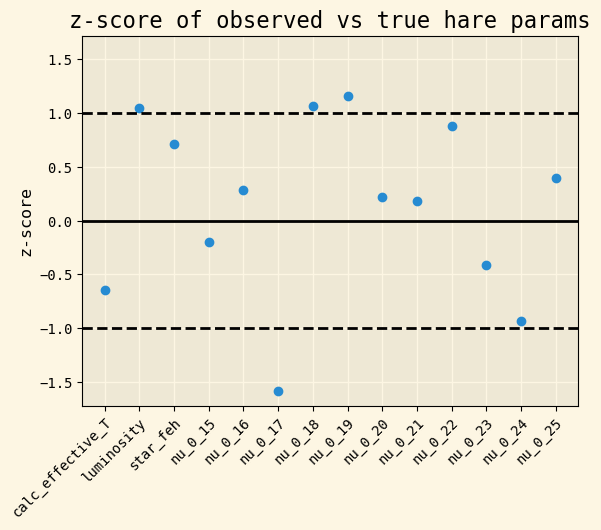 z-score of observed vs true hare params
z-score
1.5
1.0
0.5
0.0
−0.5
−1.0
−1.5
calc_effective_T
luminosity
star_feh
nu_0_15
nu_0_16
nu_0_17
nu_0_18
nu_0_19
nu_0_20
nu_0_21
nu_0_22
nu_0_23
nu_0_24
nu_0_25